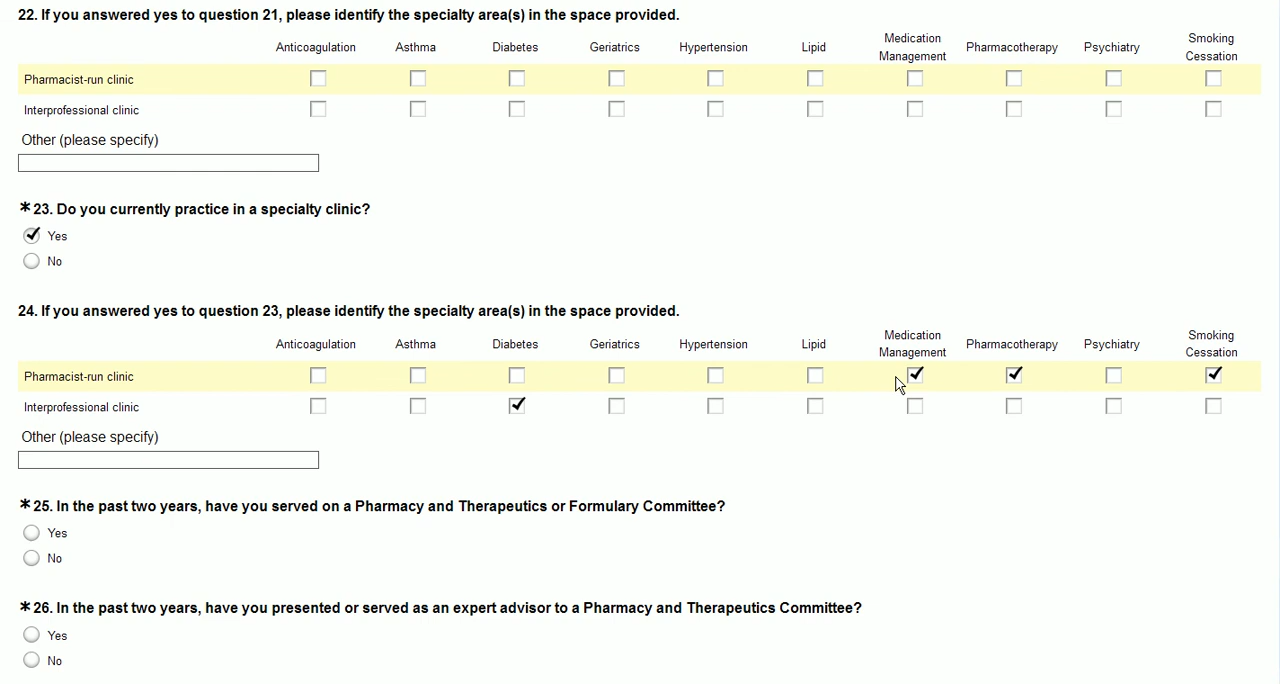 22. If you answered yes to question 21, please identify the specialty area(s) in the space provided.
Anticoagulation Asthma Diabetes Geriatrics Hypertension Lipid Medication Management Pharmacotherapy Psychiatry Smoking Cessation
Pharmacist-run clinic
Interprofessional clinic
Other (please specify)
*23. Do you currently practice in a specialty clinic?
Yes
No
24. If you answered yes to question 23, please identify the specialty area(s) in the space provided.
Anticoagulation Asthma Diabetes Geriatrics Hypertension Lipid Medication Management Pharmacotherapy Psychiatry Smoking Cessation
Pharmacist-run clinic
Interprofessional clinic
Other (please specify)
*25. In the past two years, have you served on a Pharmacy and Therapeutics or Formulary Committee?
Yes
No
*26. In the past two years, have you presented or served as an expert advisor to a Pharmacy and Therapeutics Committee?
Yes
No